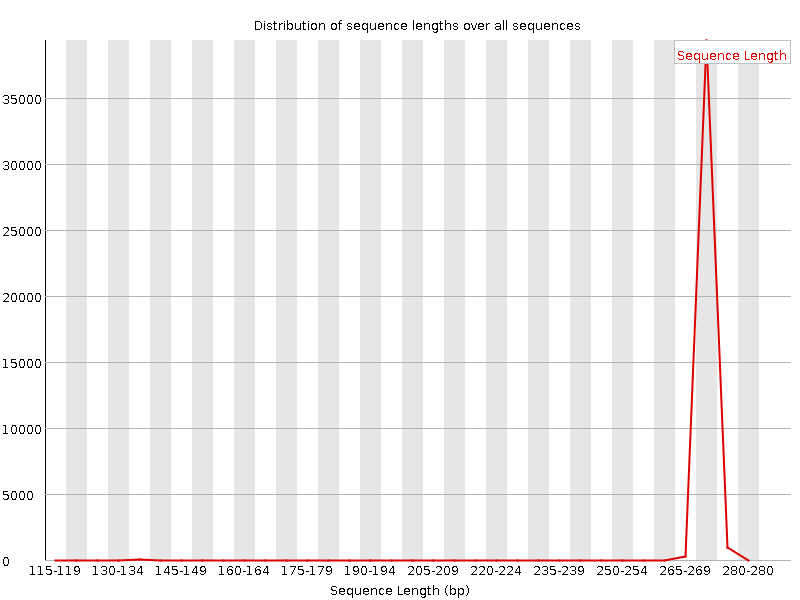 Distribution of sequence lengths over all sequences
Sequence Length
35000
30000
25000
20000
15000
10000
5000
0
115-119 130-134 145-149 160-164 175-179 190-194 205-209 220-224 235-239 250-254 265-269 280-280
Sequence Length (bp)